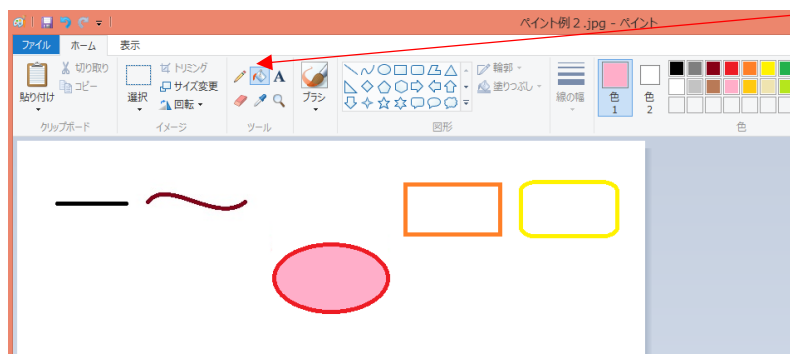 ペイント例２.jpg - ペイント
ファイル ホーム 表示
貼り付け 切り取り コピー 選択 トリミング サイズ変更 回転 A ブラシ 輪郭 塗りつぶし 線の幅 色 1 色 2
クリップボード イメージ ツール 図形 色